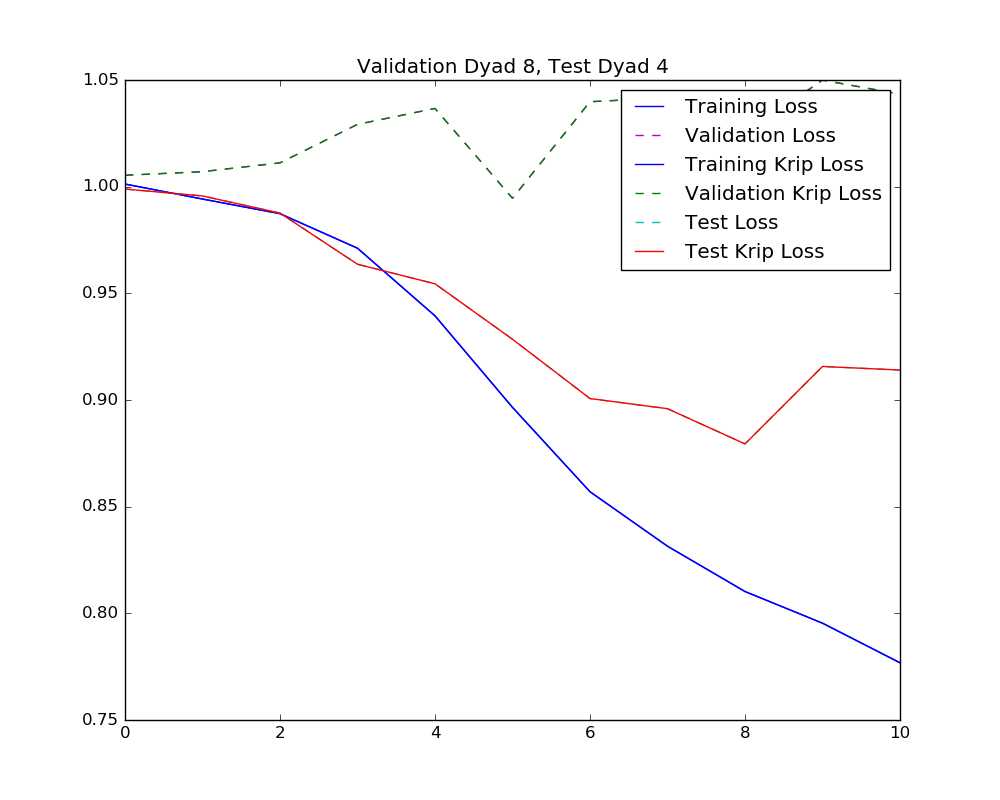 Validation Dyad 8, Test Dyad 4
1.05
1.00
0.95
0.90
0.85
0.80
0.75
0 2 4 6 8 10
Training Loss
Validation Loss
Training Krip Loss
Validation Krip Loss
Test Loss
Test Krip Loss